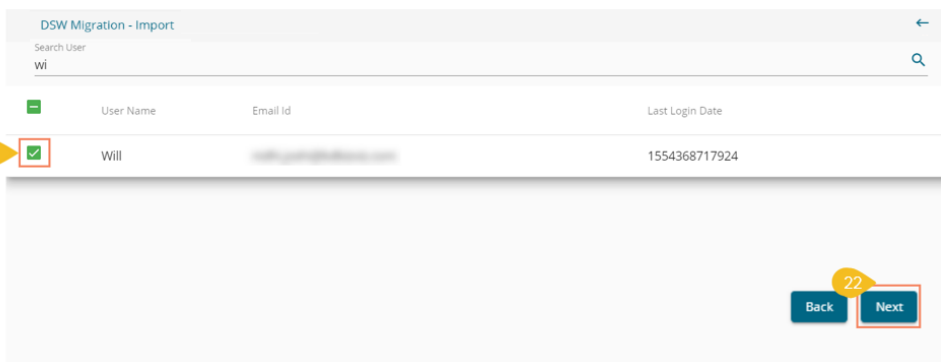 DSW Migration - Import
Search User
wi
User Name Email Id Last Login Date
Will 1554368717924
22
Back Next